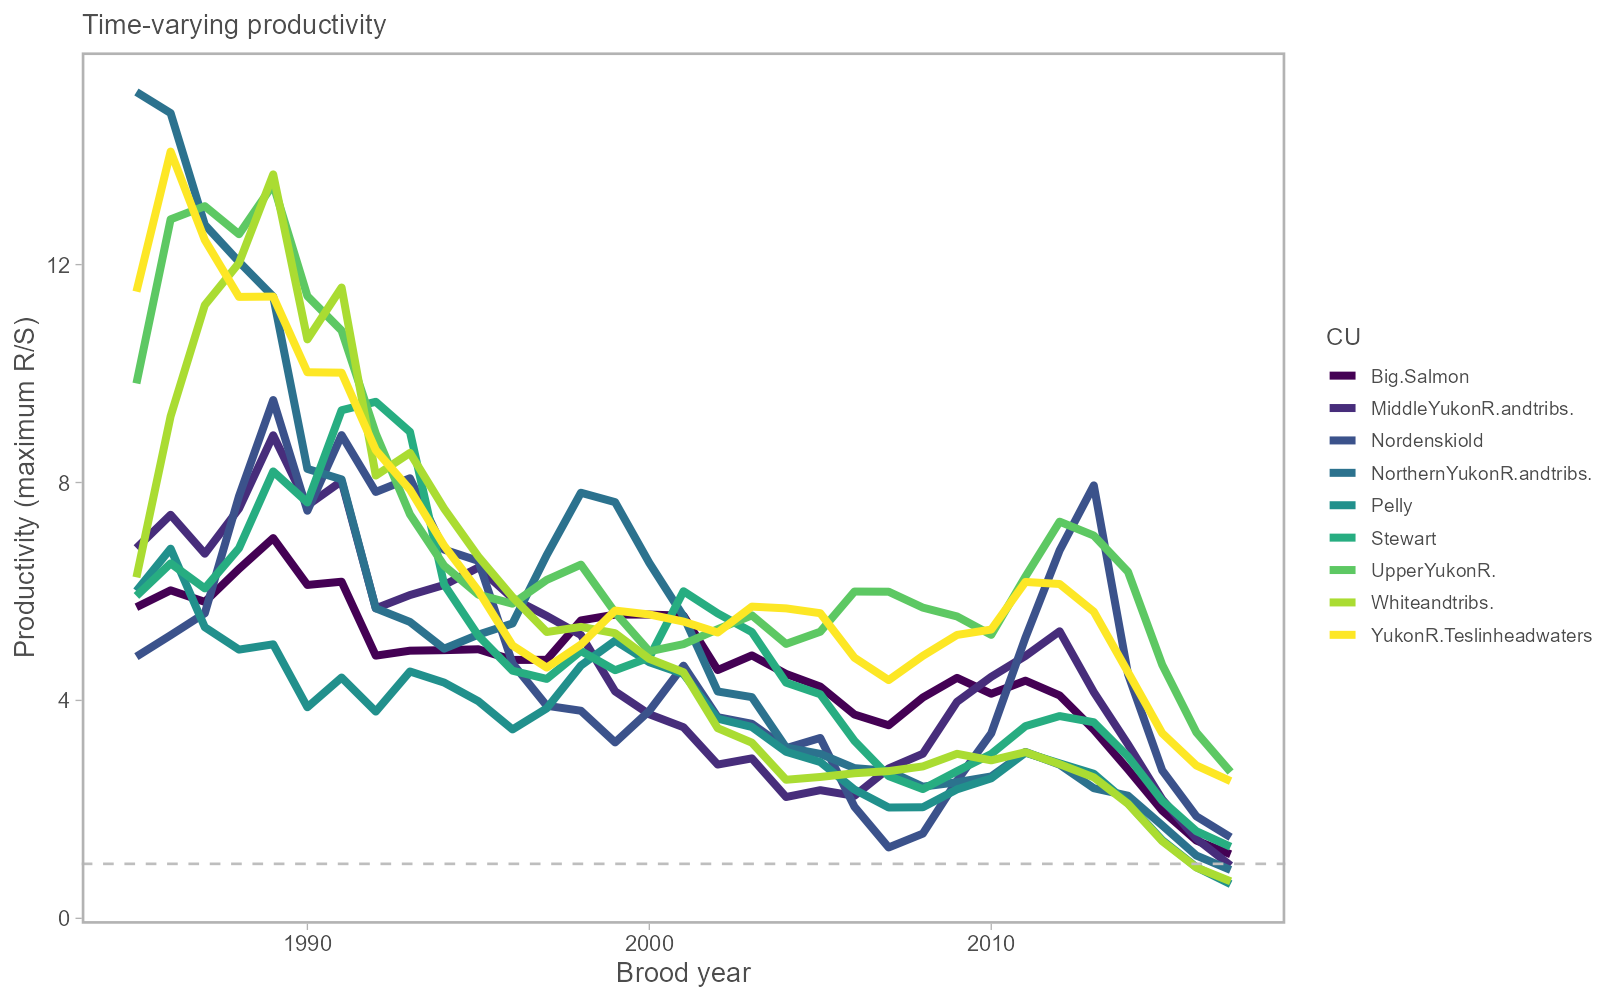 Time-varying productivity
Productivity (maximum R/S)
12
8
4
0
1990
2000
2010
Brood year
CU
Big.Salmon
MiddleYukonR.andtribs.
Nordenskiold
NorthernYukonR.andtribs.
Pelly
Stewart
UpperYukonR.
Whiteandtribs.
YukonR.Teslinheadwaters